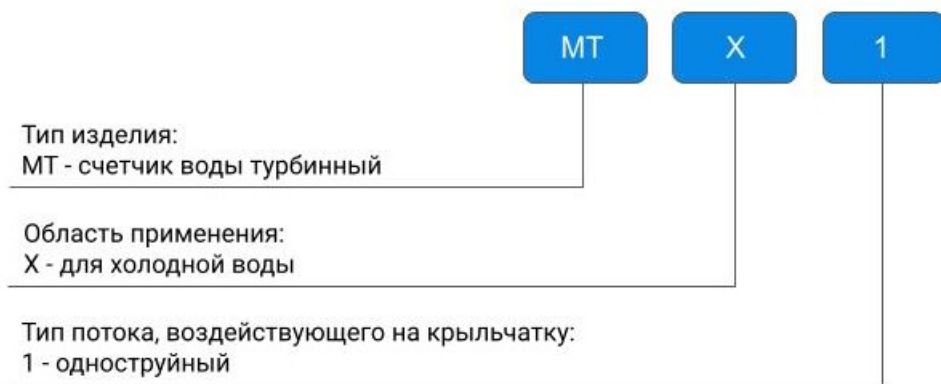 МТ Х 1
Тип изделия:
МТ - счетчик воды турбинный
Область применения:
Х - для холодной воды
Тип потока, воздействующего на крыльчатку:
1 - одноструйный